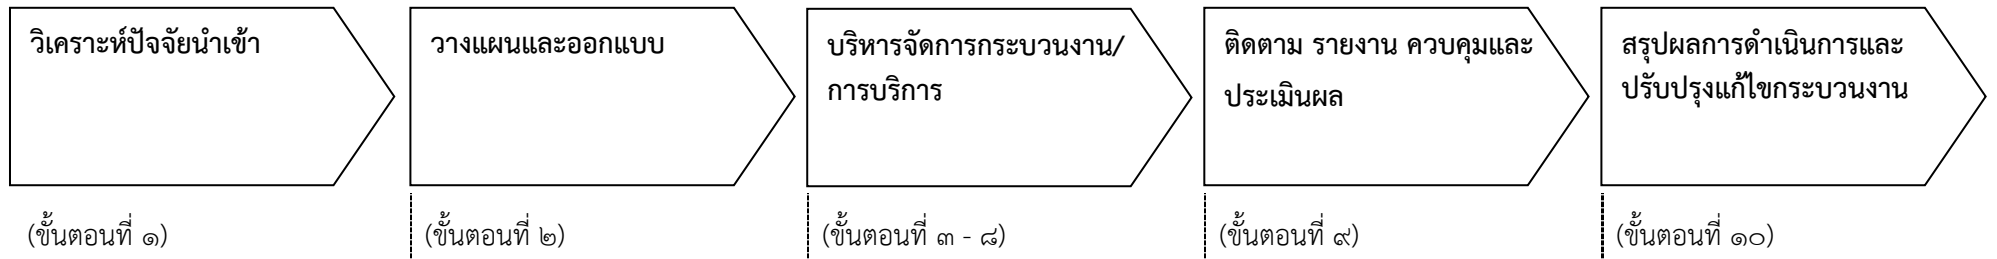 วิเคราะห์ปัจจัยนำเข้า
วางแผนและออกแบบ
บริหารจัดการกระบวนงาน/
การบริการ
ติดตาม รายงาน ควบคุมและ
ประเมินผล
สรุปผลการดำเนินการและ
ปรับปรุงแก้ไขกระบวนงาน
(ขั้นตอนที่ ๑)
(ขั้นตอนที่ ๒)
(ขั้นตอนที่ ๓ - ๘)
(ขั้นตอนที่ ๙)
(ขั้นตอนที่ ๑๐)